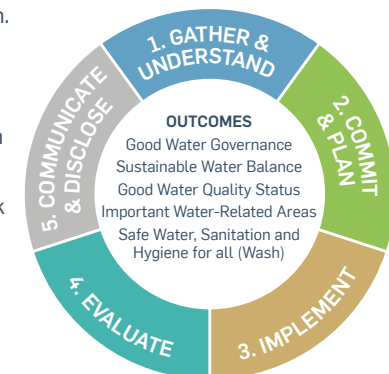 n.
n
k
1. GATHER &
UNDERSTAND
2. COMMIT
& PLAN
3. IMPLEMENT
4. EVALUATE
5. COMMUNICATE
& DISCLOSE
OUTCOMES
Good Water Governance
Sustainable Water Balance
Good Water Quality Status
Important Water-Related Areas
Safe Water, Sanitation and
Hygiene for all (Wash)